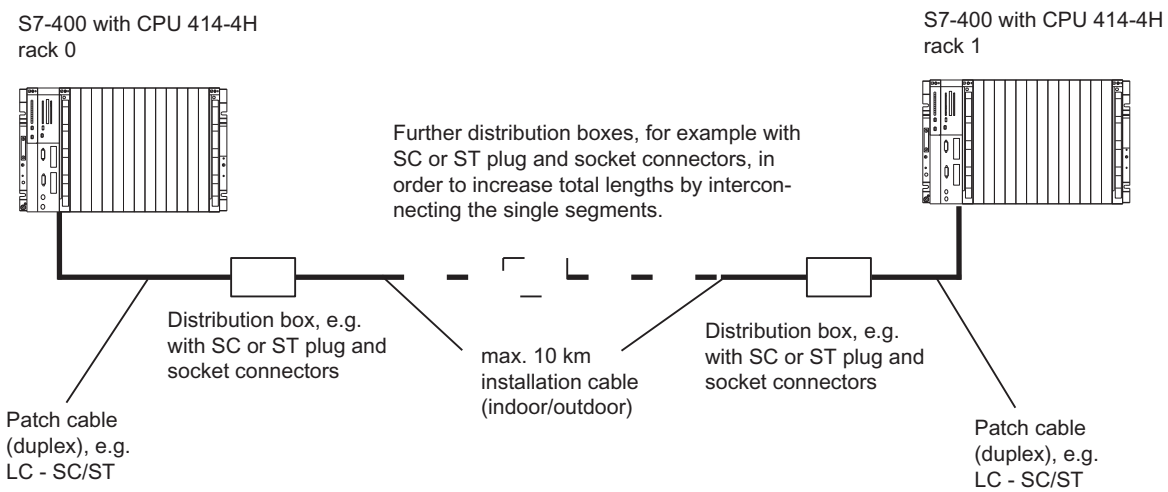 S7-400 with CPU 414-4H
rack 0
S7-400 with CPU 414-4H
rack 1
Further distribution boxes, for example with
SC or ST plug and socket connectors, in
order to increase total lengths by intercon-
necting the single segments.
Distribution box, e.g.
with SC or ST plug and
socket connectors
max. 10 km
installation cable
(indoor/outdoor)
Distribution box, e.g.
with SC or ST plug and
socket connectors
Patch cable
(duplex), e.g.
LC - SC/ST
Patch cable
(duplex), e.g.
LC - SC/ST